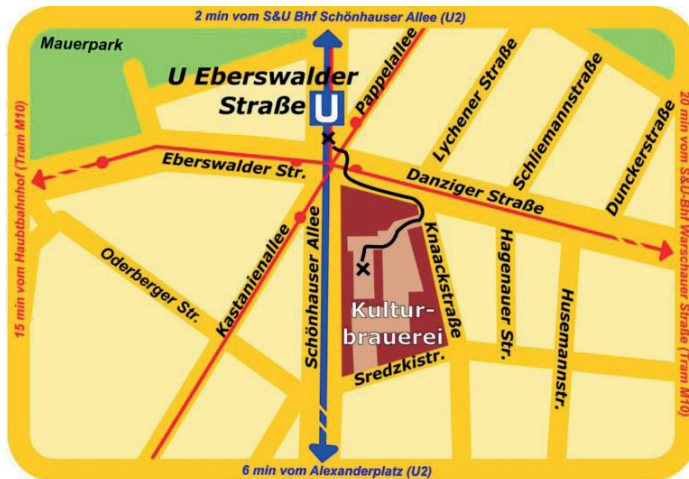 2 min vom S&U Bhf Schönhauser Allee (U2)
Mauerpark
U Eberswalder
Straße
U
Pappelallee
Lychener Straße
Schliemannstraße
Dunckerstraße
20 min vom S&U-Bhf Warschauer Straße (Tram M10)
15 min vom Haubtbahnhof (Tram M10)
Eberswalder Str.
Danziger Straße
Oderberger Str.
Kastanienallee
Schönhauser Allee
Knaackstraße
Hagenauer Str.
Husemannstr.
Kultur-
brauerei
Sredzkistr.
6 min vom Alexanderplatz (U2)